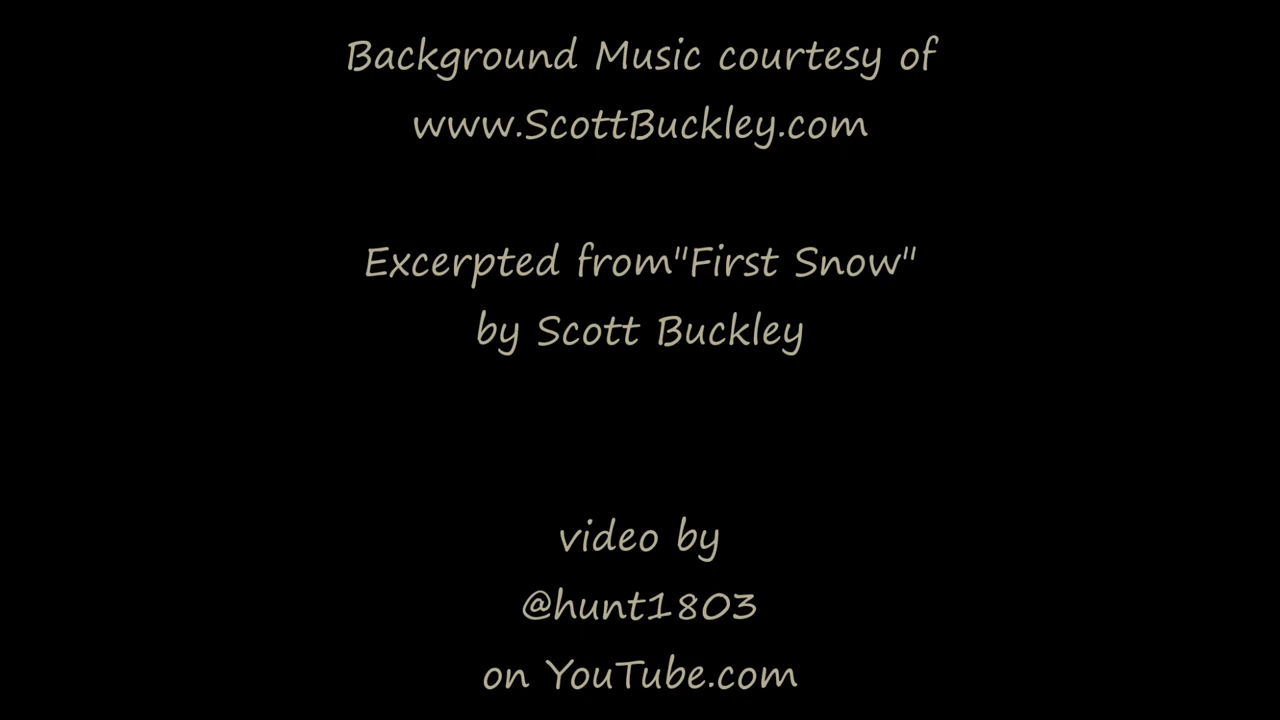 Background Music courtesy of
www.ScottBuckley.com
Excerpted from"First Snow"
by Scott Buckley
video by
@hunt1803
on YouTube.com